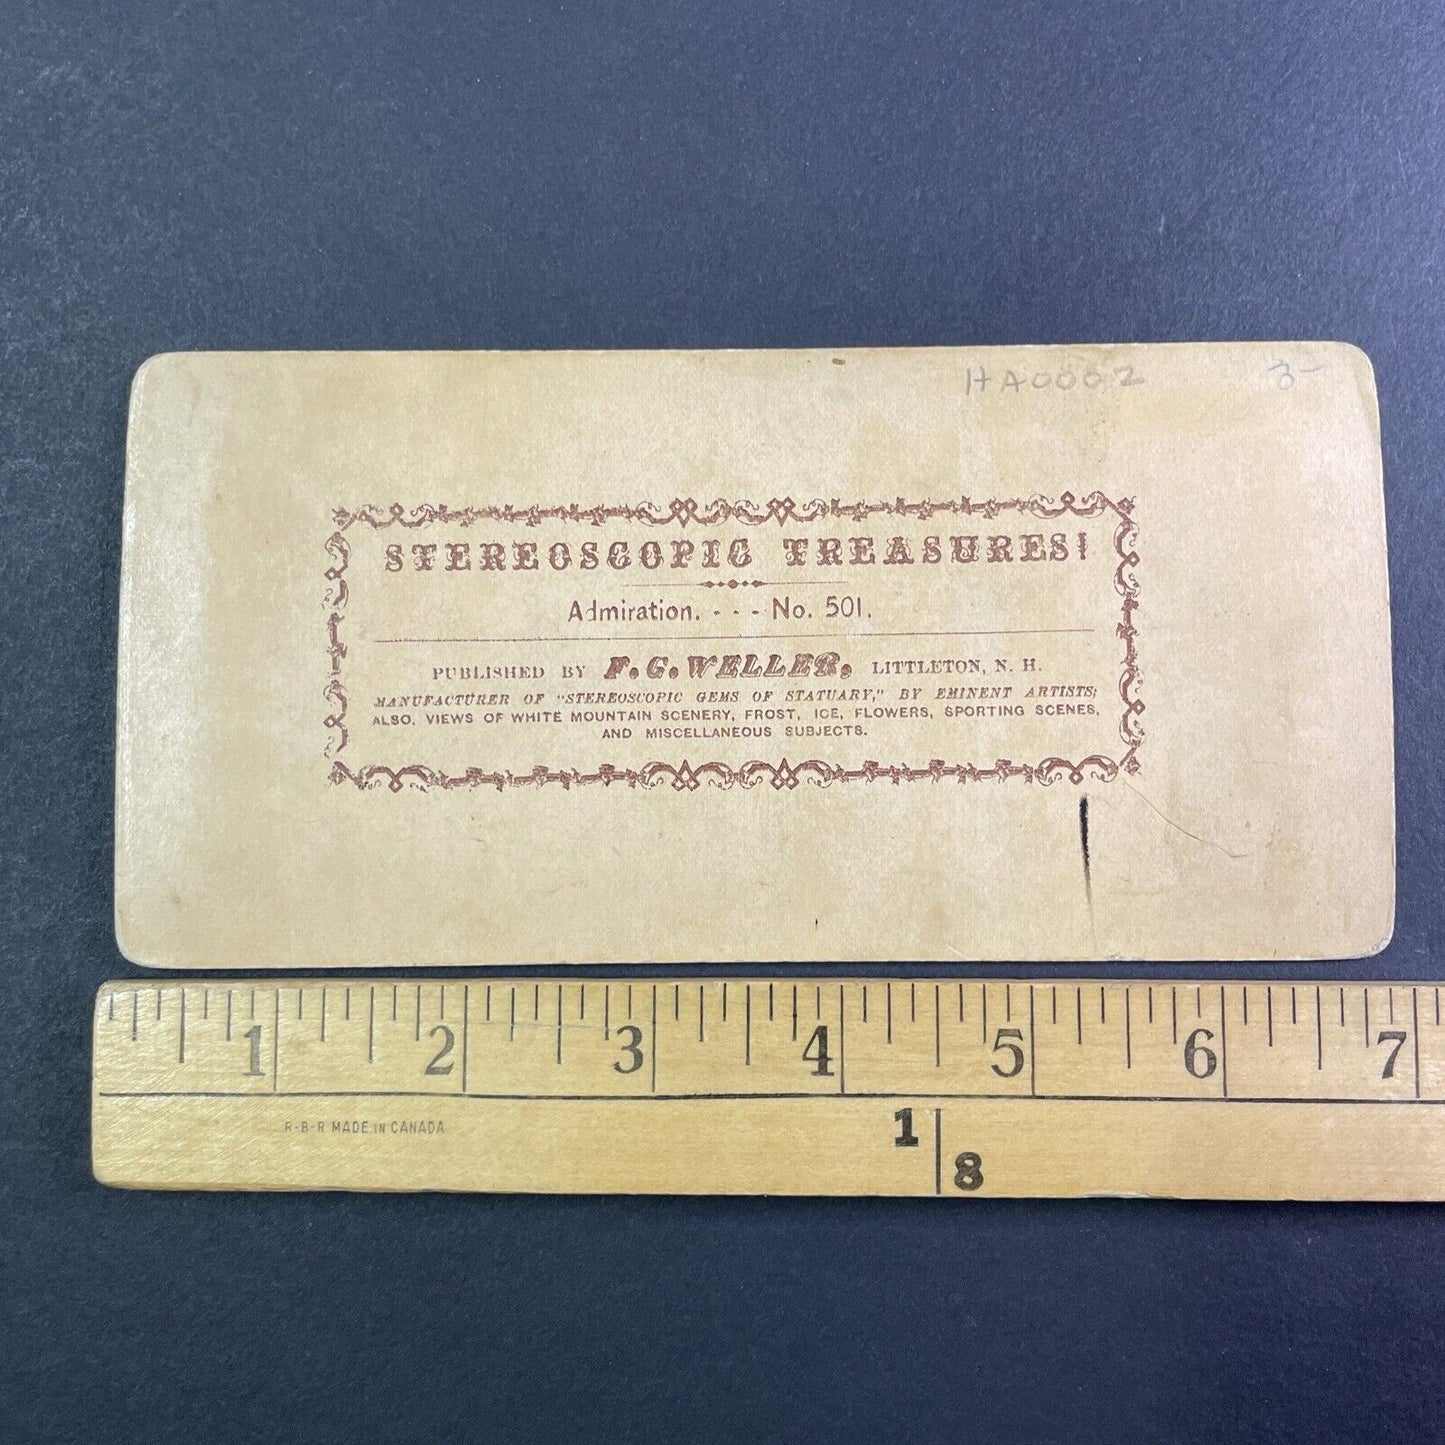 HA0002 3-
STEREOSCOPIC TREASURES!
Admiration. - - - No. 501.
PUBLISHED BY F. G. WELLER, LITTLETON, N. H.
MANUFACTURER OF "STEREOSCOPIC GEMS OF STATUARY," BY EMINENT ARTISTS;
ALSO, VIEWS OF WHITE MOUNTAIN SCENERY, FROST, ICE, FLOWERS, SPORTING SCENES,
AND MISCELLANEOUS SUBJECTS.
1 2 3 4 5 6 7
R-B-R MADE IN CANADA
1 8